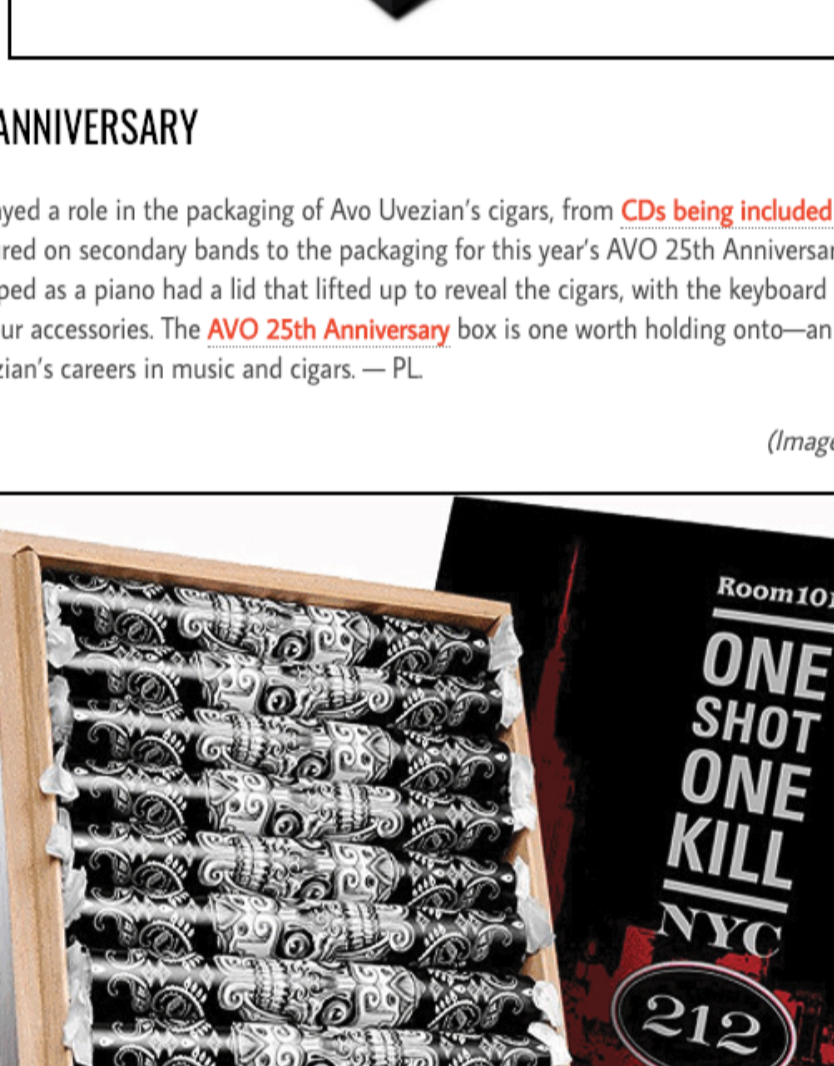 ANNIVERSARY
ayed a role in the packaging of Avo Uvezian’s cigars, from CDs being included
red on secondary bands to the packaging for this year’s AVO 25th Anniversar
ped as a piano had a lid that lifted up to reveal the cigars, with the keyboard
ur accessories. The AVO 25th Anniversary box is one worth holding onto—an
zian’s careers in music and cigars. — PL.
(Image
Room101
ONE
SHOT
ONE
KILL
NYC
212